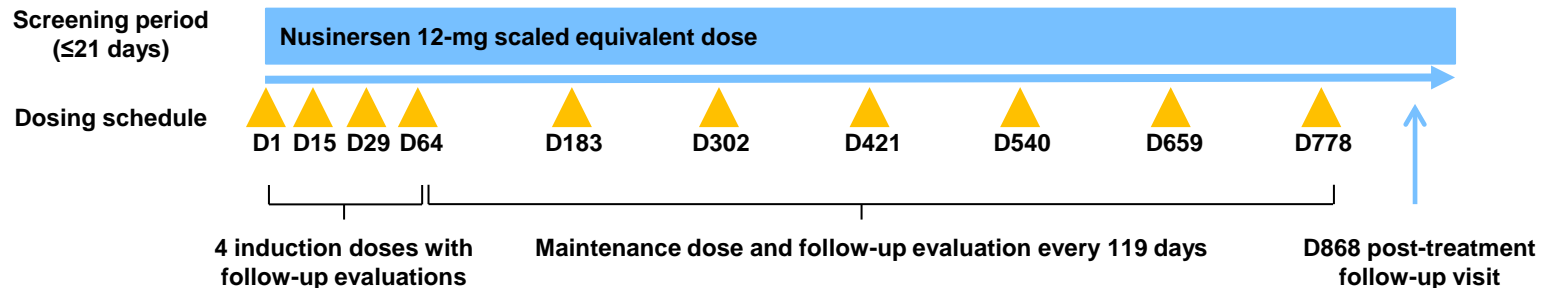 Screening period
(≤21 days)
Nusinersen 12-mg scaled equivalent dose
Dosing schedule
D1 D15 D29 D64 D183 D302 D421 D540 D659 D778
4 induction doses with
follow-up evaluations
Maintenance dose and follow-up evaluation every 119 days
D868 post-treatment
follow-up visit